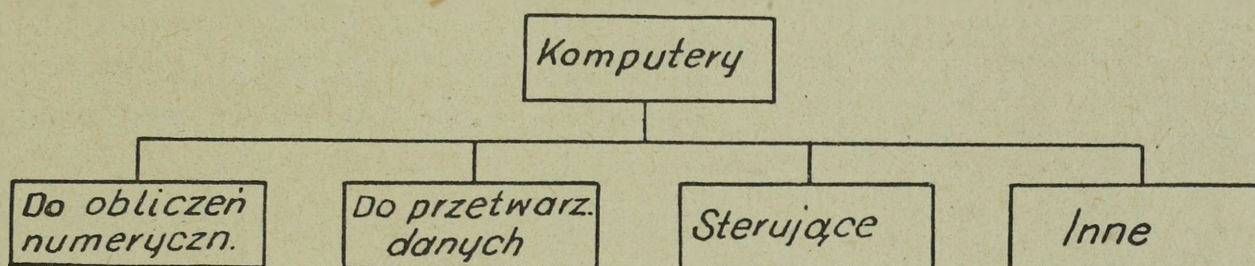 Komputery
Do obliczeń
numeryczn.
Do przetwarz.
danych
Sterujące
Inne